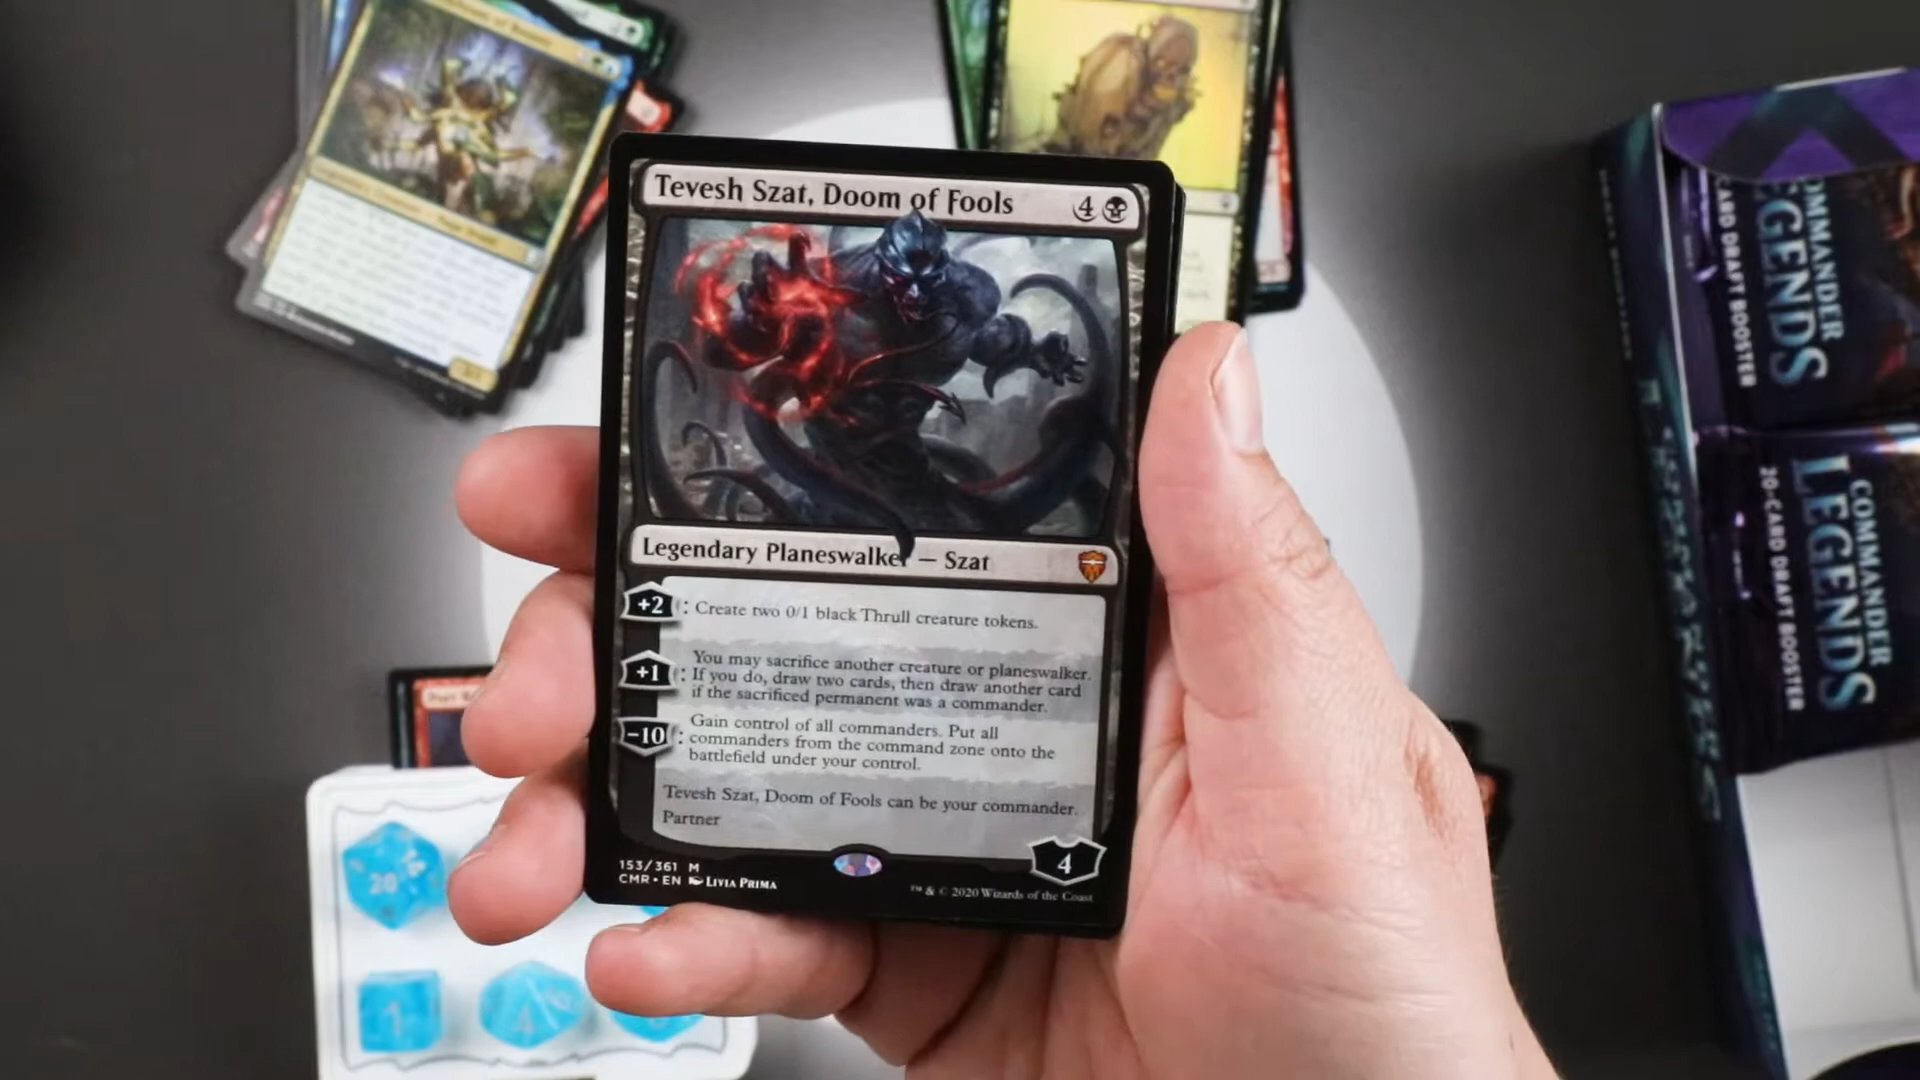 Tevesh Szat, Doom of Fools 4
Legendary Planeswalker — Szat
+2: Create two 0/1 black Thrull creature tokens.
+1: You may sacrifice another creature or planeswalker.
If you do, draw two cards, then draw another card
if the sacrificed permanent was a commander.
−10: Gain control of all commanders. Put all
commanders from the command zone onto the
battlefield under your control.
Tevesh Szat, Doom of Fools can be your commander.
Partner
4
153/361 M
CMR • EN LIVIA PRIMA
™ & © 2020 Wizards of the Coast
COMMANDER
LEGENDS
CARD DRAFT BOOSTER
COMMANDER
LEGENDS
20-CARD DRAFT BOOSTER
20
1
4